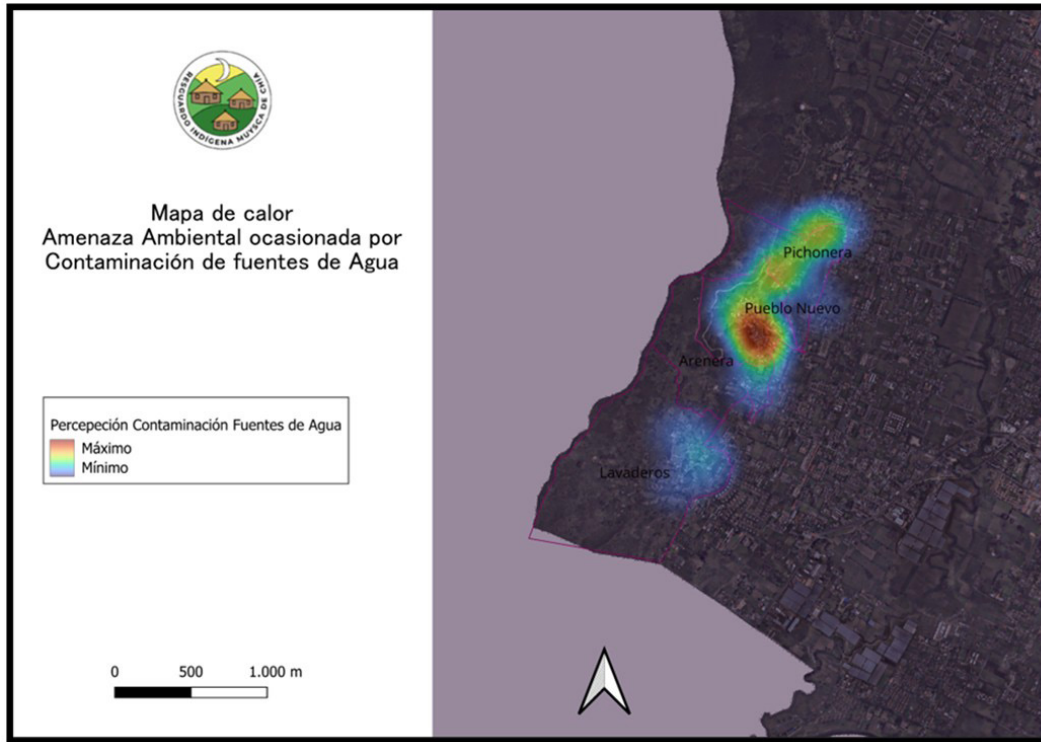 RESGUARDO INDÍGENA MUYSCA DE CHÍA
Mapa de calor
Amenaza Ambiental ocasionada por
Contaminación de fuentes de Agua
Percepeción Contaminación Fuentes de Agua
Máximo
Mínimo
0 500 1.000 m
Pichonera
Pueblo Nuevo
Arenera
Lavaderos